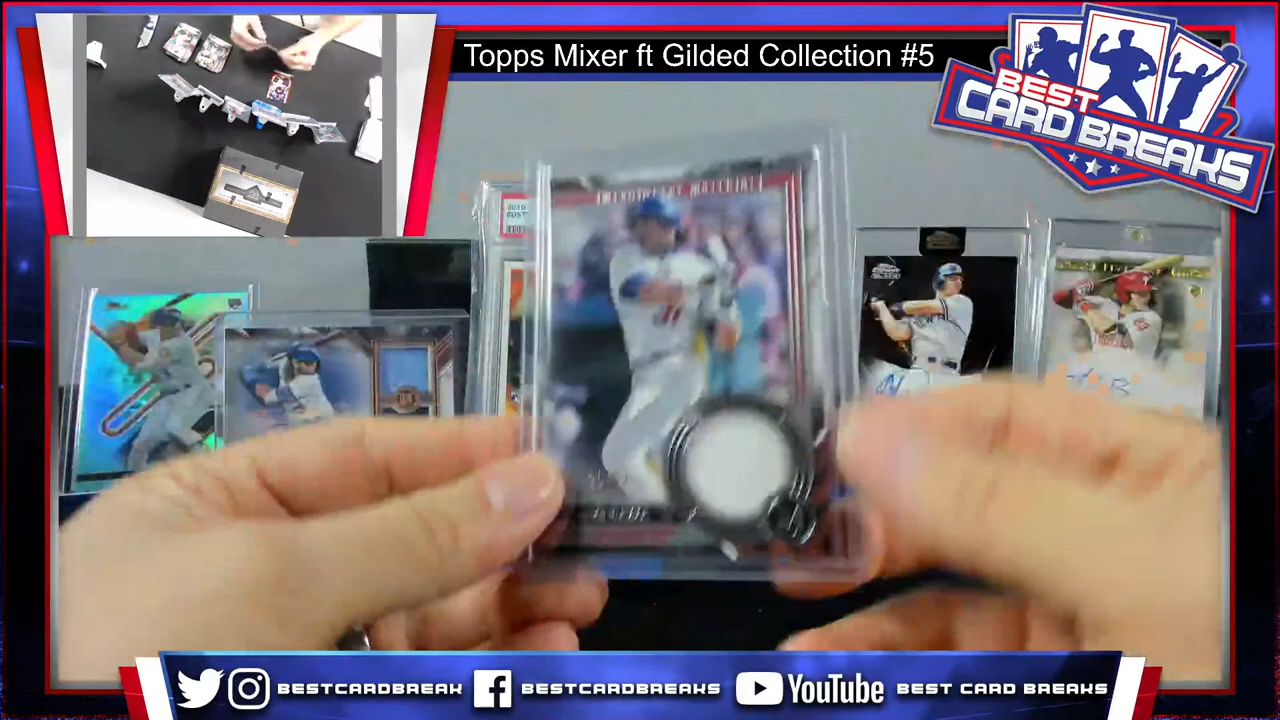 Topps Mixer ft Gilded Collection #5
BEST
CARD BREAKS
BESTCARDBREAK
BESTCARDBREAKS
YouTube
BEST CARD BREAKS